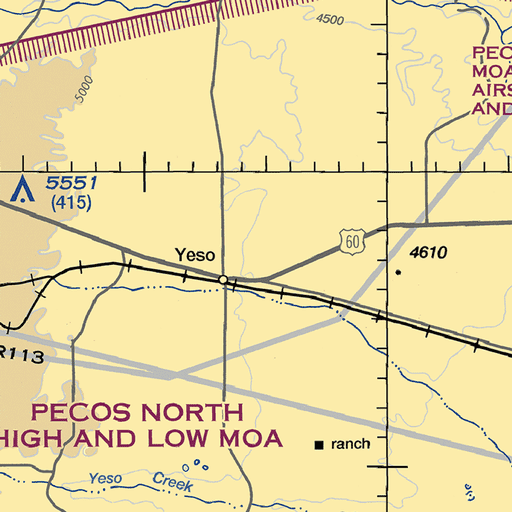 4500
5000
PECO
MOA
AIRS
AND
5551
(415)
Yeso
60
4610
R113
PECOS NORTH
HIGH AND LOW MOA
ranch
Yeso Creek